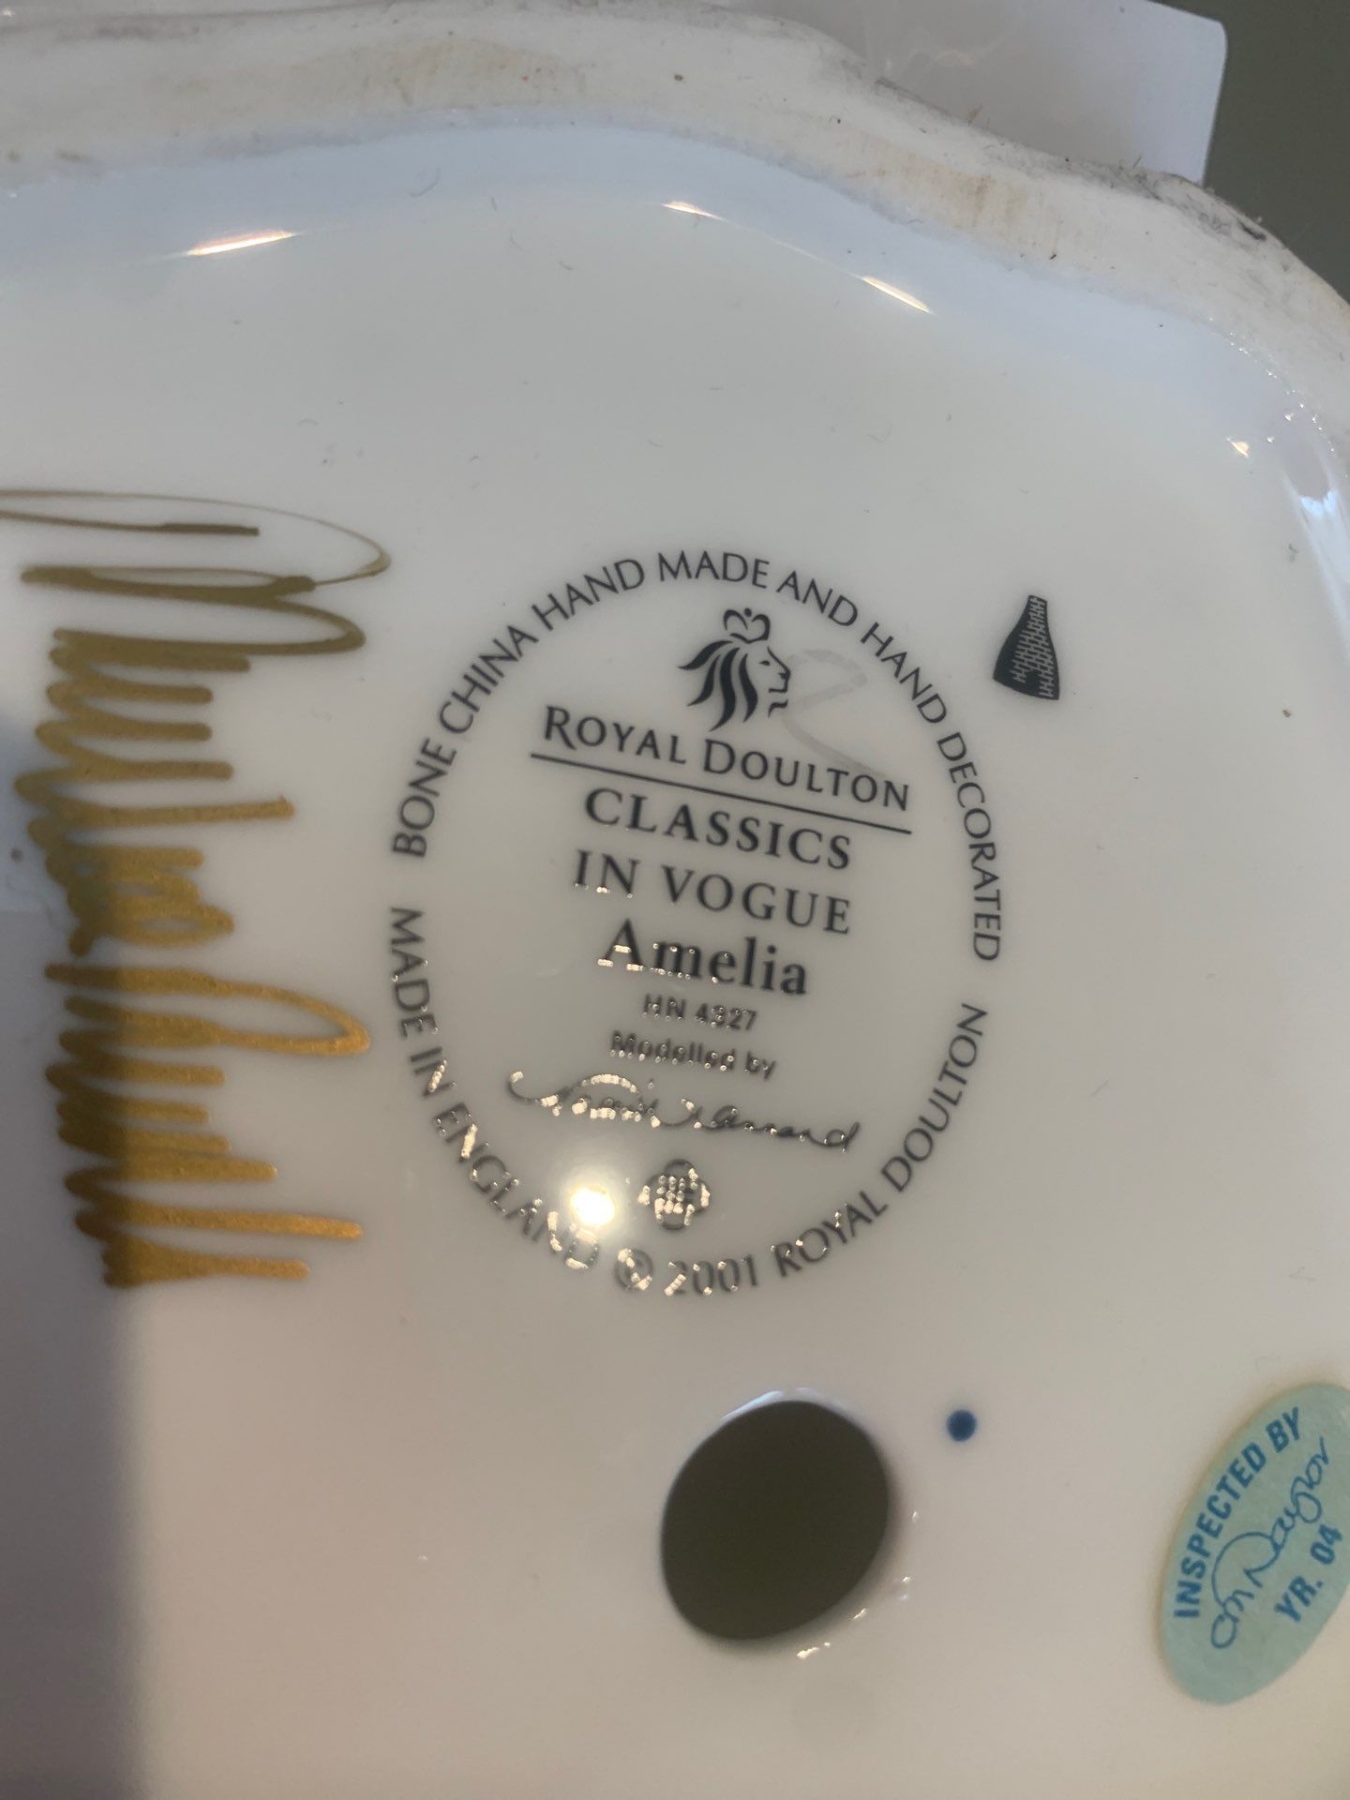 BONE CHINA HAND MADE AND HAND DECORATED
ROYAL DOULTON
CLASSICS
IN VOGUE
Amelia
HN 4327
Modelled by
MADE IN ENGLAND © 2001 ROYAL DOULTON
INSPECTED BY
YR. 04